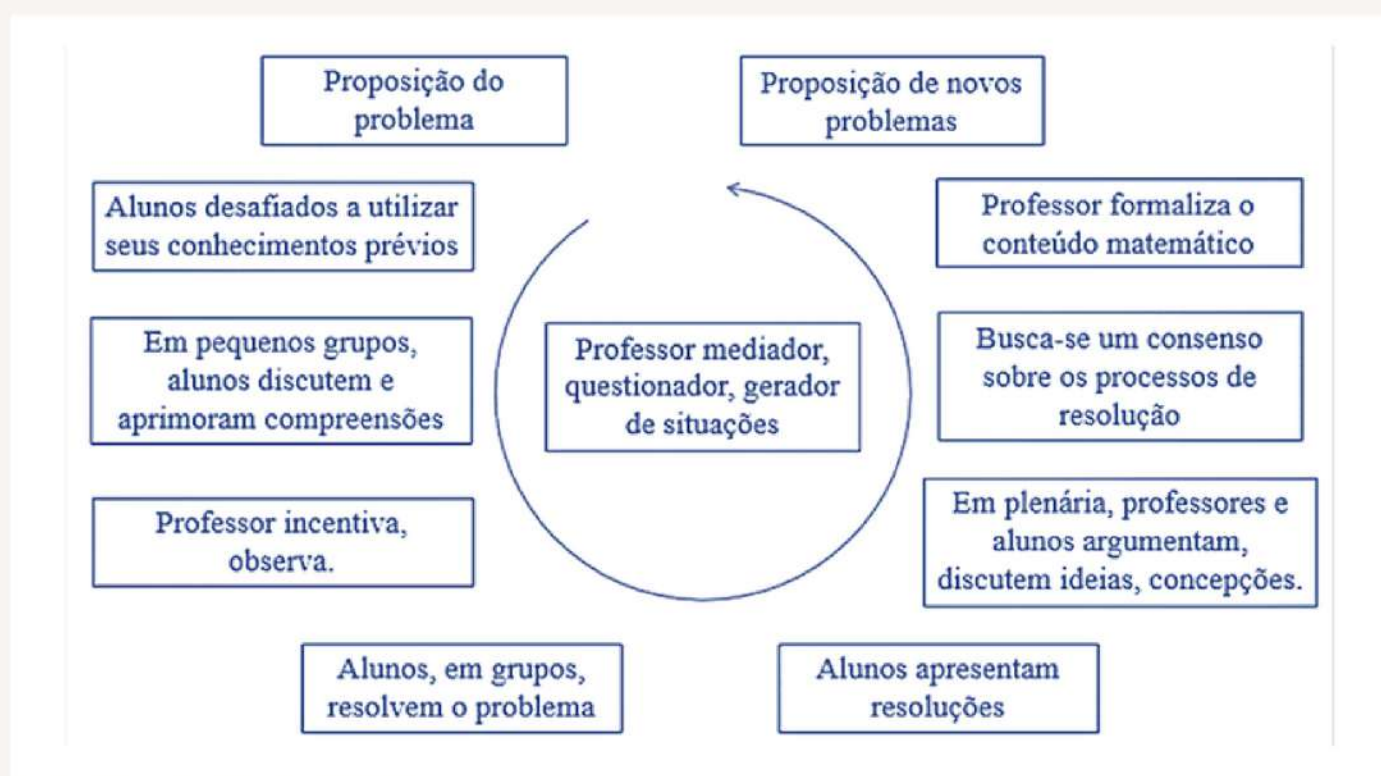 Proposição do
problema
Proposição de novos
problemas
Alunos desafiados a utilizar
seus conhecimentos prévios
Professor formaliza o
conteúdo matemático
Em pequenos grupos,
alunos discutem e
aprimoram compreensões
Professor mediador,
questionador, gerador
de situações
Busca-se um consenso
sobre os processos de
resolução
Professor incentiva,
observa.
Em plenária, professores e
alunos argumentam,
discutem ideias, concepções.
Alunos, em grupos,
resolvem o problema
Alunos apresentam
resoluções